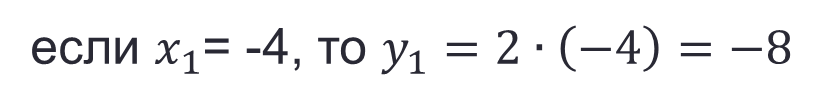 если x₁= -4, то y₁ = 2 · (−4) = −8